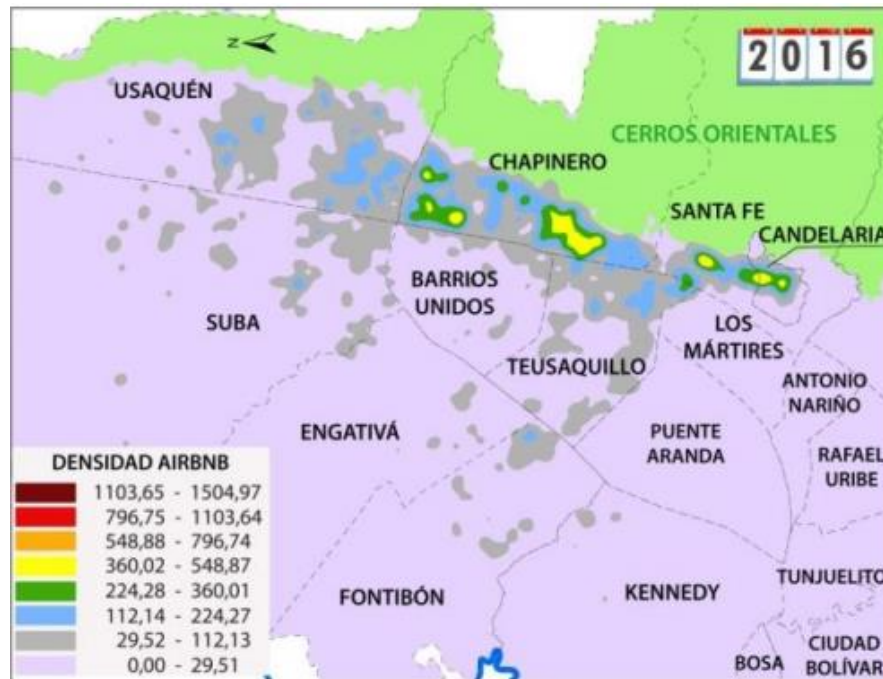 2016
N
USAQUÉN
CERROS ORIENTALES
CHAPINERO
SANTA FE
CANDELARIA
BARRIOS
UNIDOS
SUBA
LOS
MÁRTIRES
TEUSAQUILLO
ANTONIO
NARIÑO
ENGATIVÁ
PUENTE
ARANDA
RAFAEL
URIBE
DENSIDAD AIRBNB
1103,65 - 1504,97
796,75 - 1103,64
548,88 - 796,74
360,02 - 548,87
224,28 - 360,01
112,14 - 224,27
29,52 - 112,13
0,00 - 29,51
FONTIBÓN
KENNEDY
TUNJUELITO
BOSA
CIUDAD
BOLÍVAR